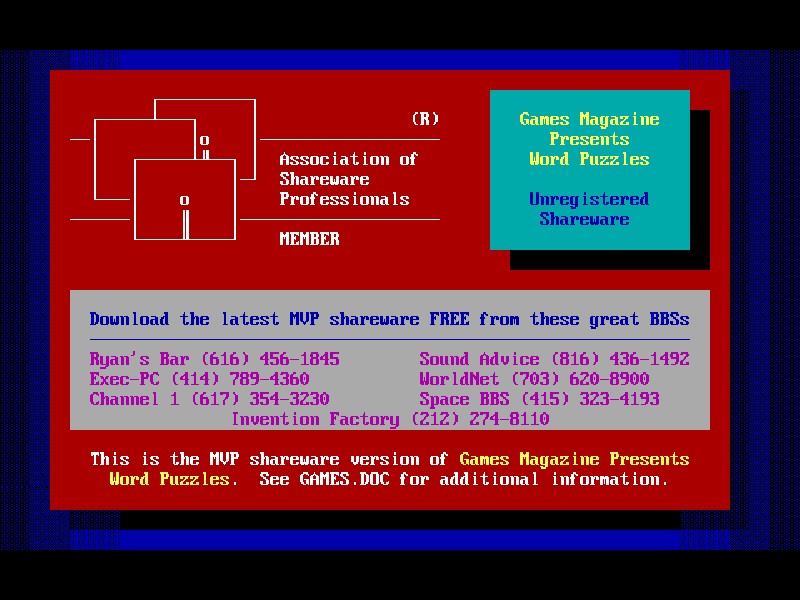 (R)
Association of
Shareware
Professionals
MEMBER
Games Magazine
Presents
Word Puzzles
Unregistered
Shareware
Download the latest MVP shareware FREE from these great BBSs
Ryan's Bar (616) 456-1845 Sound Advice (816) 436-1492
Exec-PC (414) 789-4360 WorldNet (703) 620-8900
Channel 1 (617) 354-3230 Space BBS (415) 323-4193
Invention Factory (212) 274-8110
This is the MVP shareware version of Games Magazine Presents
Word Puzzles. See GAMES.DOC for additional information.